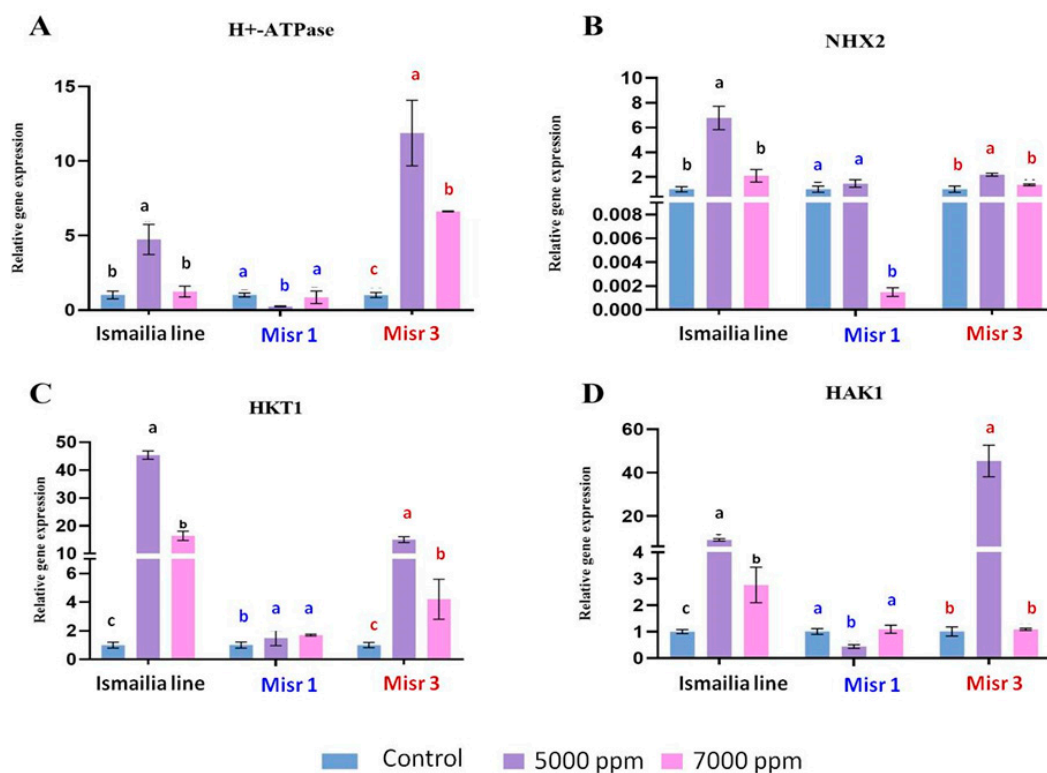 A
H+-ATPase
Relative gene expression
15
10
5
0
a
b
b
a
b
a
a
b
c
Ismailia line
Misr 1
Misr 3
B
NHX2
Relative gene expression
10
8
6
4
2
0.008
0.006
0.004
0.002
0.000
a
b
b
a
a
b
b
a
b
Ismailia line
Misr 1
Misr 3
C
HKT1
Relative gene expression
50
40
30
20
10
6
4
2
0
a
b
c
b
a
a
a
b
c
Ismailia line
Misr 1
Misr 3
D
HAK1
Relative gene expression
60
40
20
4
3
2
1
0
a
b
c
a
b
a
a
b
b
Ismailia line
Misr 1
Misr 3
Control
5000 ppm
7000 ppm